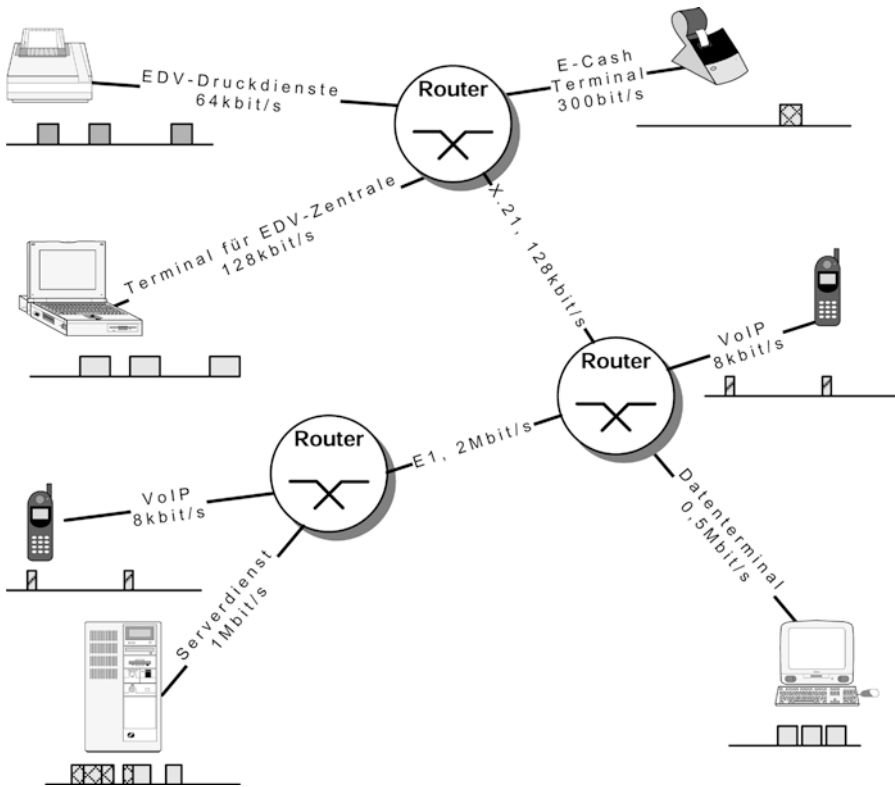 EDV-Druckdienste
64kbit/s
Router
E-Cash
Terminal
300bit/s
Terminal für EDV-Zentrale
128kbit/s
X.21, 128kbit/s
Router
VoIP
8kbit/s
Router
E1, 2Mbit/s
VoIP
8kbit/s
Datenterminal
0,5Mbit/s
Serverdienst
1Mbit/s